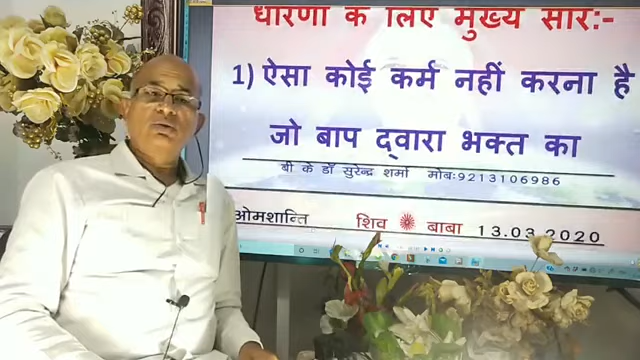 धारणा के लिए मुख्य सार:-
1) ऐसा कोई कर्म नहीं करना है
जो बाप द्वारा भक्त का
बी के डॉ सुरेन्द्र शर्मा मोबः9213106986
ओमशान्ति शिव बाबा 13.03.2020